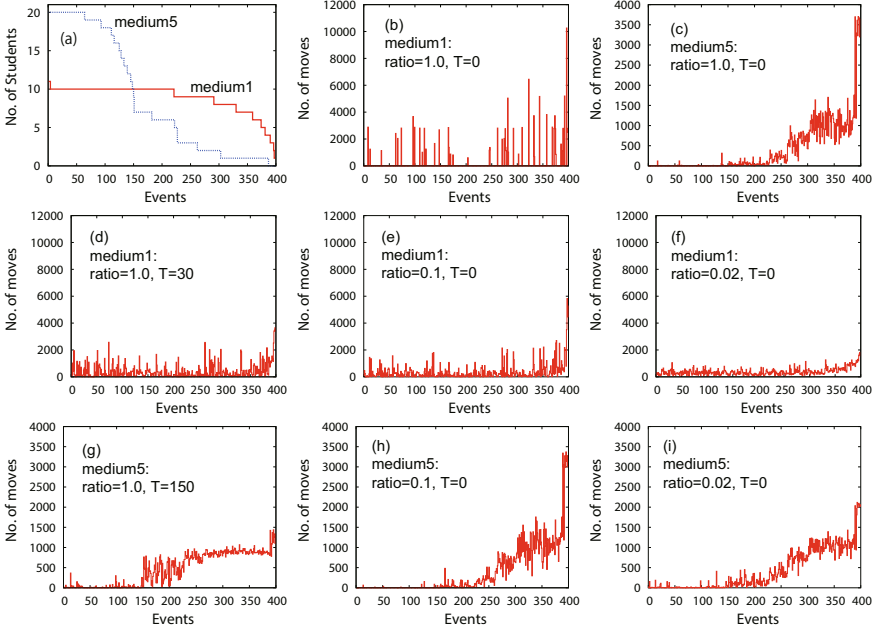 (a)
medium5
medium1
No. of Students
20
15
10
5
0
0 50 100 150 200 250 300 350 400
Events
(b)
medium1:
ratio=1.0, T=0
No. of moves
12000
10000
8000
6000
4000
2000
0
0 50 100 150 200 250 300 350 400
Events
(c)
medium5:
ratio=1.0, T=0
No. of moves
4000
3500
3000
2500
2000
1500
1000
500
0
0 50 100 150 200 250 300 350 400
Events
(d)
medium1:
ratio=1.0, T=30
No. of moves
12000
10000
8000
6000
4000
2000
0
0 50 100 150 200 250 300 350 400
Events
(e)
medium1:
ratio=0.1, T=0
No. of moves
12000
10000
8000
6000
4000
2000
0
0 50 100 150 200 250 300 350 400
Events
(f)
medium1:
ratio=0.02, T=0
No. of moves
12000
10000
8000
6000
4000
2000
0
0 50 100 150 200 250 300 350 400
Events
(g)
medium5:
ratio=1.0, T=150
No. of moves
4000
3500
3000
2500
2000
1500
1000
500
0
0 50 100 150 200 250 300 350 400
Events
(h)
medium5:
ratio=0.1, T=0
No. of moves
4000
3500
3000
2500
2000
1500
1000
500
0
0 50 100 150 200 250 300 350 400
Events
(i)
medium5:
ratio=0.02, T=0
No. of moves
4000
3500
3000
2500
2000
1500
1000
500
0
0 50 100 150 200 250 300 350 400
Events